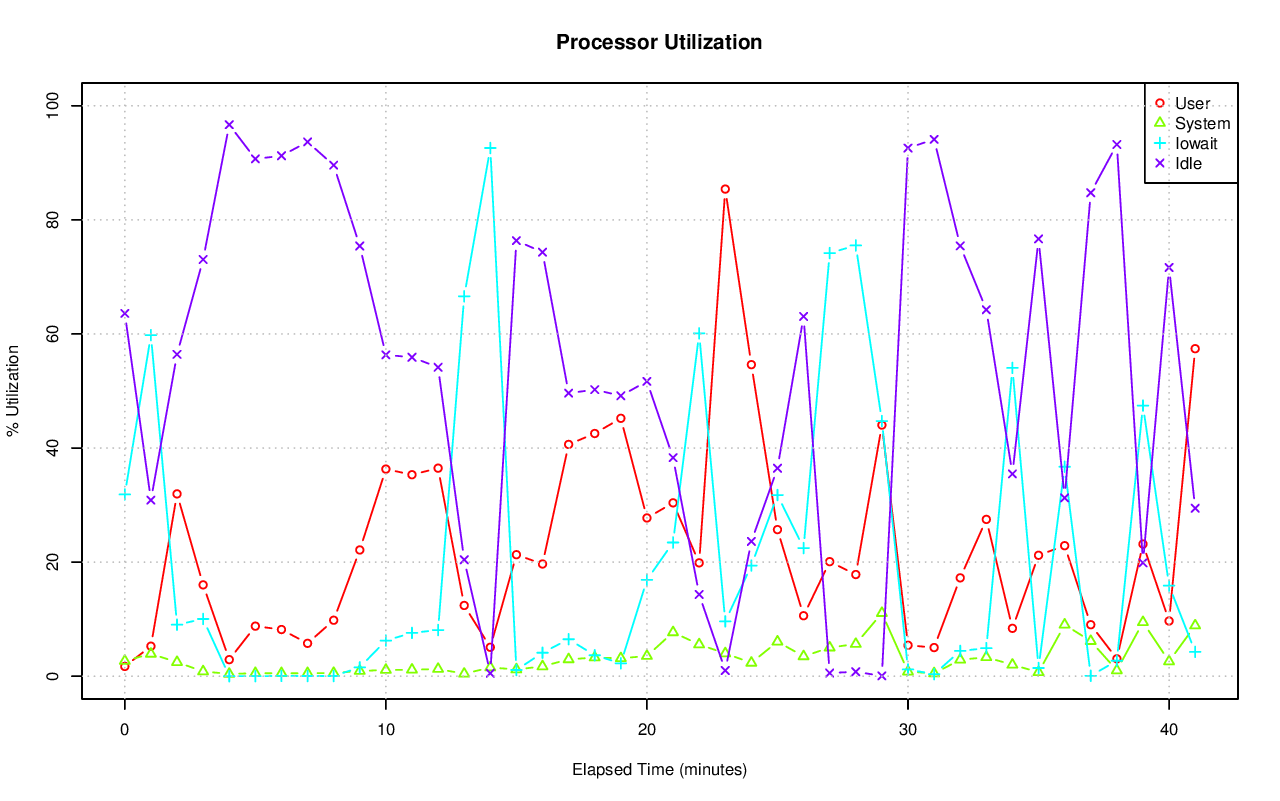 Processor Utilization
User
System
Iowait
Idle
% Utilization
100
80
60
40
20
0
0 10 20 30 40
Elapsed Time (minutes)